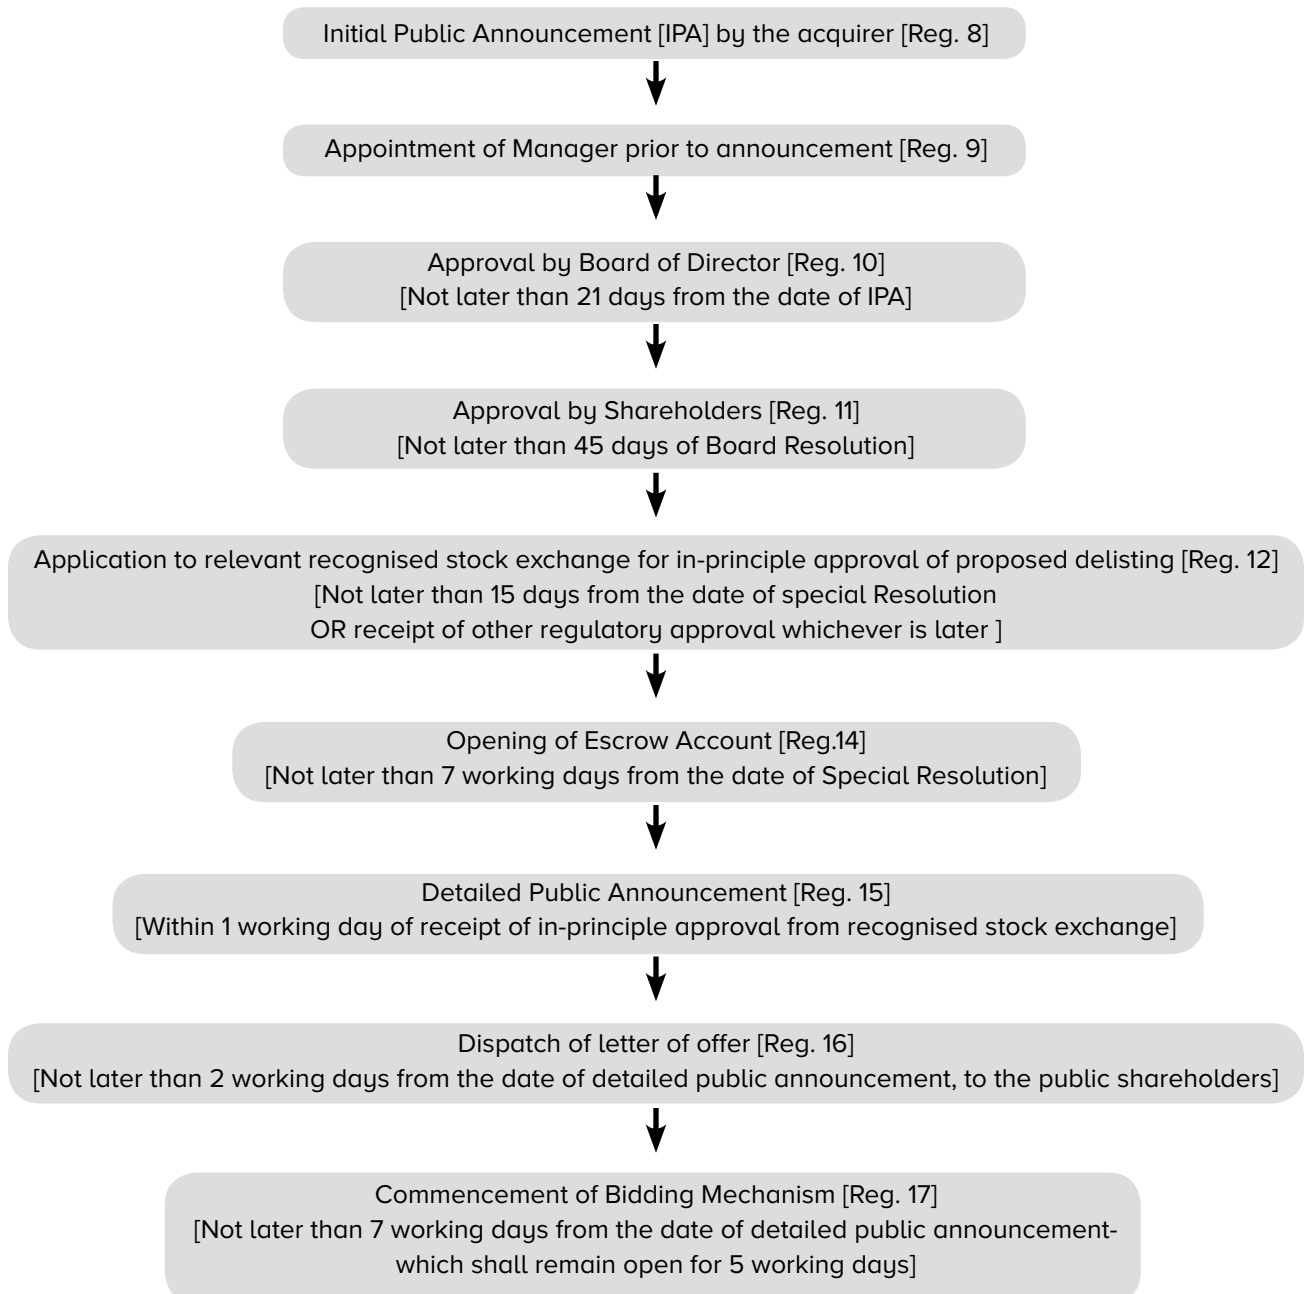 Initial Public Announcement [IPA] by the acquirer [Reg. 8]
Appointment of Manager prior to announcement [Reg. 9]
Approval by Board of Director [Reg. 10]
[Not later than 21 days from the date of IPA]
Approval by Shareholders [Reg. 11]
[Not later than 45 days of Board Resolution]
Application to relevant recognised stock exchange for in-principle approval of proposed delisting [Reg. 12]
[Not later than 15 days from the date of special Resolution
OR receipt of other regulatory approval whichever is later ]
Opening of Escrow Account [Reg.14]
[Not later than 7 working days from the date of Special Resolution]
Detailed Public Announcement [Reg. 15]
[Within 1 working day of receipt of in-principle approval from recognised stock exchange]
Dispatch of letter of offer [Reg. 16]
[Not later than 2 working days from the date of detailed public announcement, to the public shareholders]
Commencement of Bidding Mechanism [Reg. 17]
[Not later than 7 working days from the date of detailed public announcement-
which shall remain open for 5 working days]